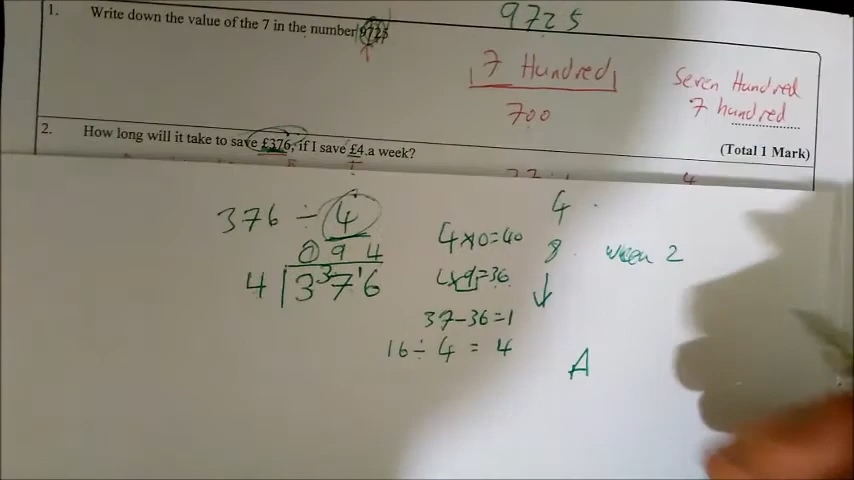 1. Write down the value of the 7 in the number 9725
9725
7 Hundred
700
Seven Hundred
7 hundred
(Total 1 Mark)
2. How long will it take to save £376, if I save £4.a week?
376 ÷ 4
0 9 4
4 3 3 7 1 6
4 × 10 = 40
4 × 9 = 36
37 - 36 = 1
16 ÷ 4 = 4
4
8 week 2
A